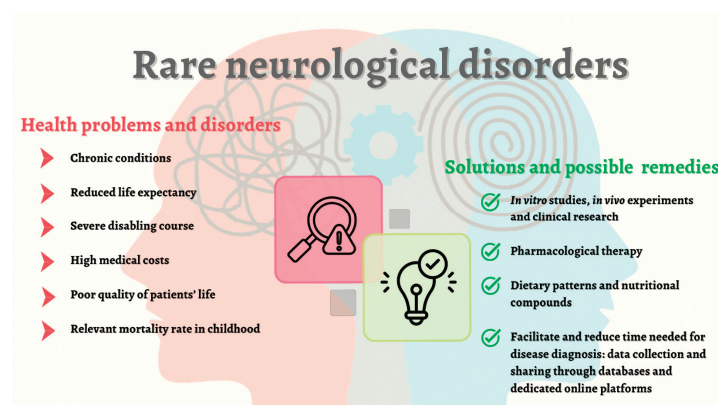 Rare neurological disorders
Health problems and disorders
Chronic conditions
Reduced life expectancy
Severe disabling course
High medical costs
Poor quality of patients' life
Relevant mortality rate in childhood
Solutions and possible remedies
In vitro studies, in vivo experiments
and clinical research
Pharmacological therapy
Dietary patterns and nutritional
compounds
Facilitate and reduce time needed for
disease diagnosis: data collection and
sharing through databases and
dedicated online platforms